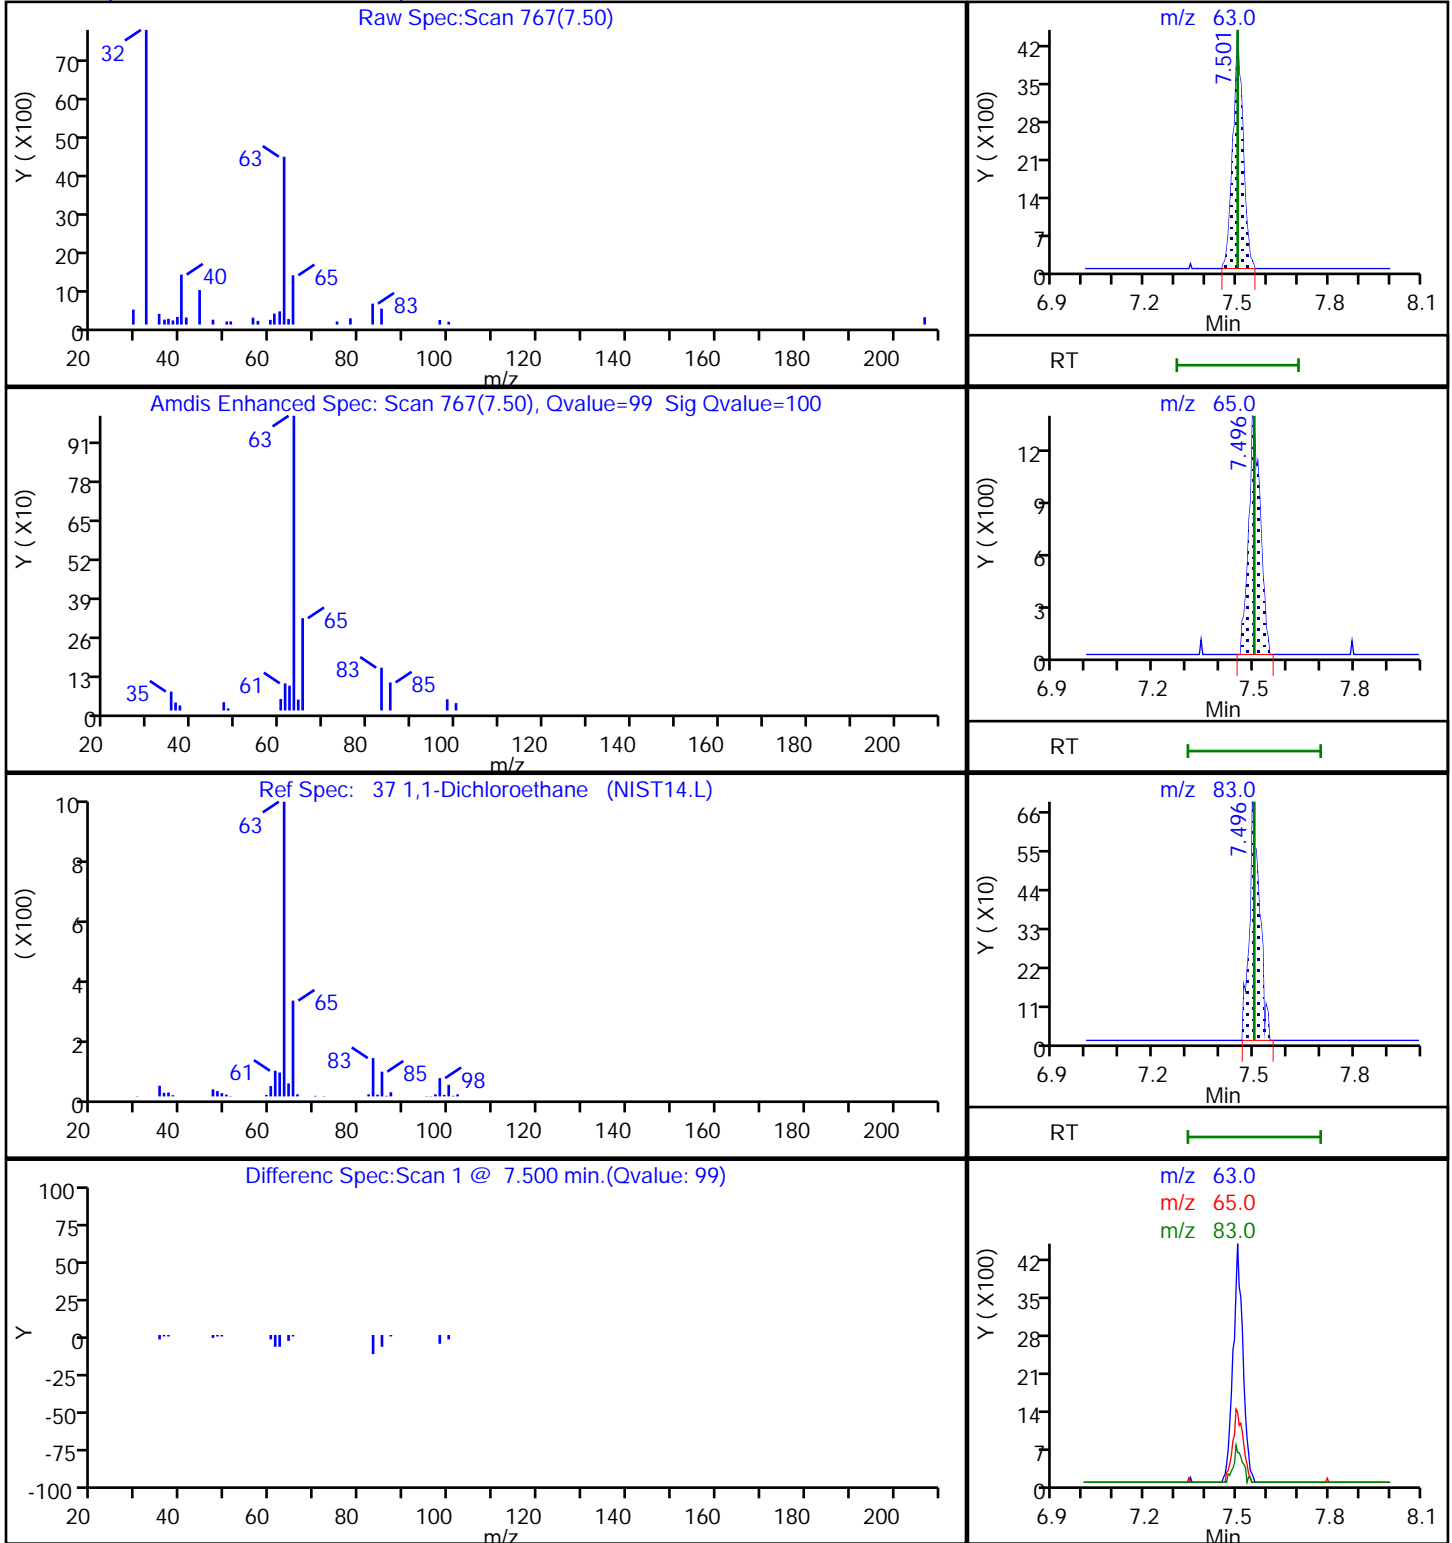 Raw Spec:Scan 767(7.50)
Y ( X100)
70
60
50
40
30
20
10
0
32
63
40
65
83
20 40 60 80 100 120 140 160 180 200
m/z
m/z 63.0
Y ( X100)
42
35
28
21
14
7
0
7.501
6.9 7.2 7.5 7.8 8.1
Min
RT
Amdis Enhanced Spec: Scan 767(7.50), Qvalue=99 Sig Qvalue=100
Y ( X10)
91
78
65
52
39
26
13
0
63
65
83
61
85
35
20 40 60 80 100 120 140 160 180 200
m/z
m/z 65.0
Y ( X100)
12
9
6
3
0
7.496
6.9 7.2 7.5 7.8
Min
RT
Ref Spec: 37 1,1-Dichloroethane (NIST14.L)
( X100)
10
8
6
4
2
0
63
65
83
61
85
98
20 40 60 80 100 120 140 160 180 200
m/z 83.0
Y ( X10)
66
55
44
33
22
11
0
7.496
6.9 7.2 7.5 7.8
Min
RT
Differenc Spec:Scan 1 @ 7.500 min.(Qvalue: 99)
Y
100
75
50
25
0
-25
-50
-75
-100
20 40 60 80 100 120 140 160 180 200
m/z
m/z 63.0
m/z 65.0
m/z 83.0
Y ( X100)
42
35
28
21
14
7
0
6.9 7.2 7.5 7.8 8.1
Min